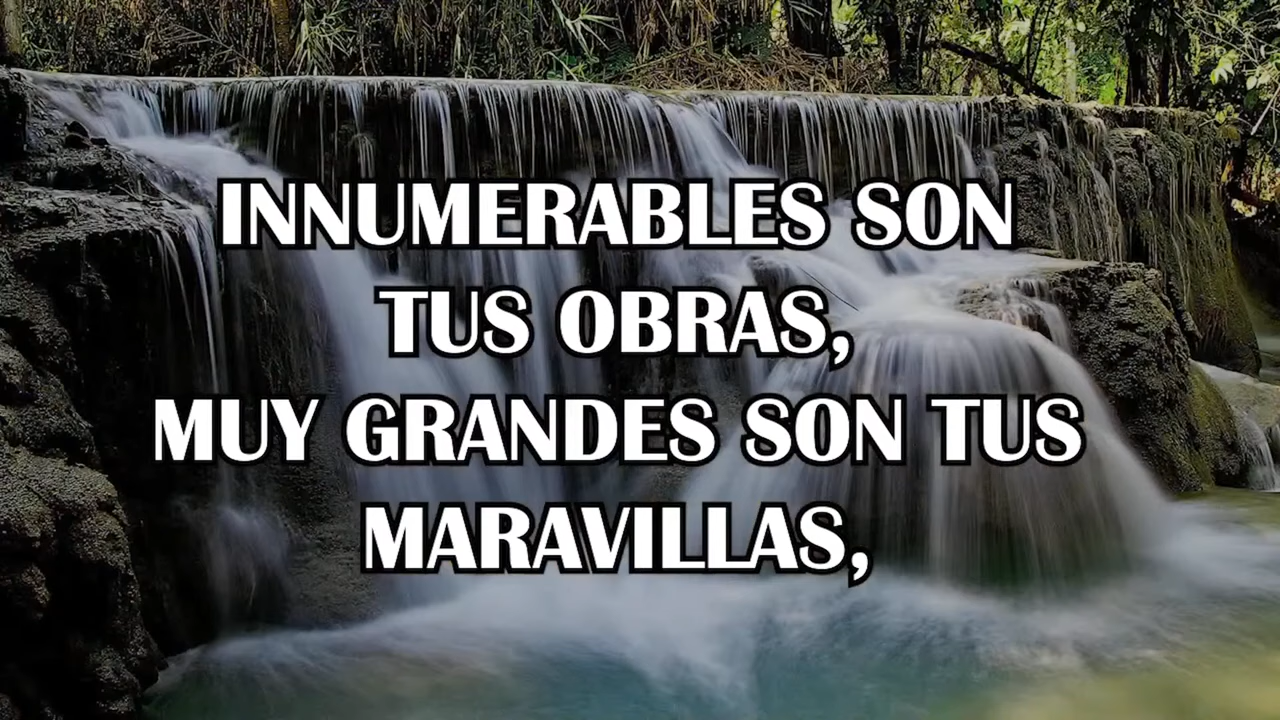 INNUMERABLES SON
TUS OBRAS,
MUY GRANDES SON TUS
MARAVILLAS,